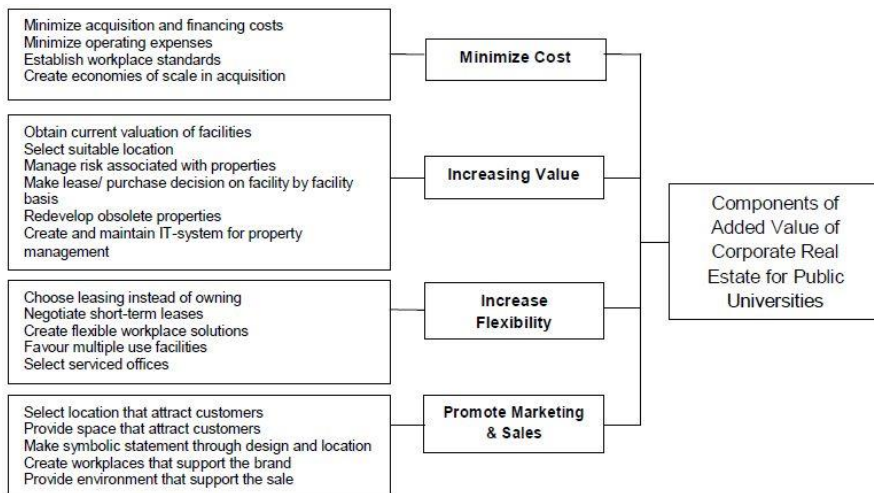 Minimize acquisition and financing costs
Minimize operating expenses
Establish workplace standards
Create economies of scale in acquisition
Minimize Cost
Obtain current valuation of facilities
Select suitable location
Manage risk associated with properties
Make lease/ purchase decision on facility by facility
basis
Redevelop obsolete properties
Create and maintain IT-system for property
management
Increasing Value
Choose leasing instead of owning
Negotiate short-term leases
Create flexible workplace solutions
Favour multiple use facilities
Select serviced offices
Increase
Flexibility
Select location that attract customers
Provide space that attract customers
Make symbolic statement through design and location
Create workplaces that support the brand
Provide environment that support the sale
Promote Marketing
& Sales
Components of
Added Value of
Corporate Real
Estate for Public
Universities